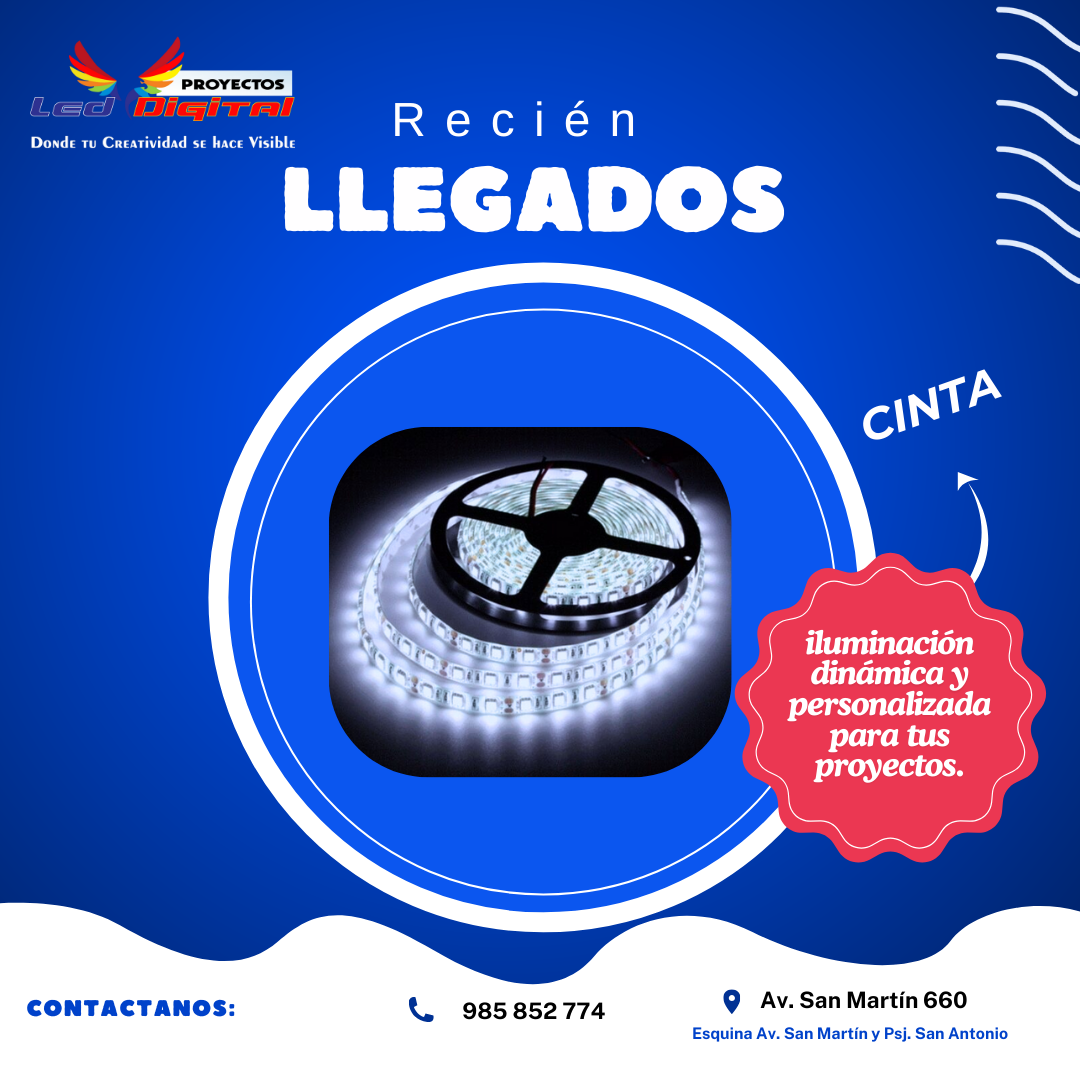 PROYECTOS
Led Digital
Donde tu Creatividad se hace Visible
Recién
LLEGADOS
CINTA
iluminación
dinámica y
personalizada
para tus
proyectos.
CONTACTANOS:
985 852 774
Av. San Martín 660
Esquina Av. San Martín y Psj. San Antonio